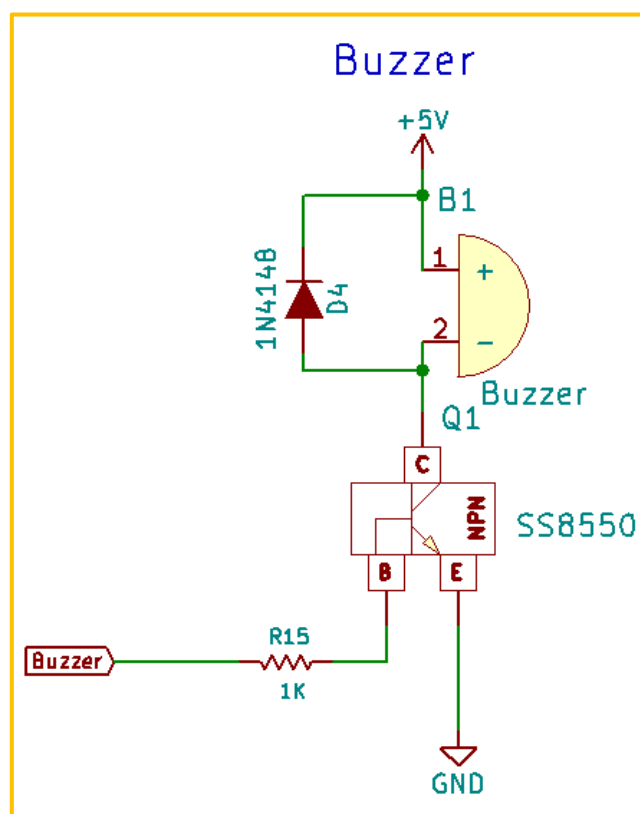 Buzzer
+5V
B1
1
+
1N4148
D4
2
-
Buzzer
Q1
C
NPN
SS8550
B
E
R15
Buzzer
1K
GND